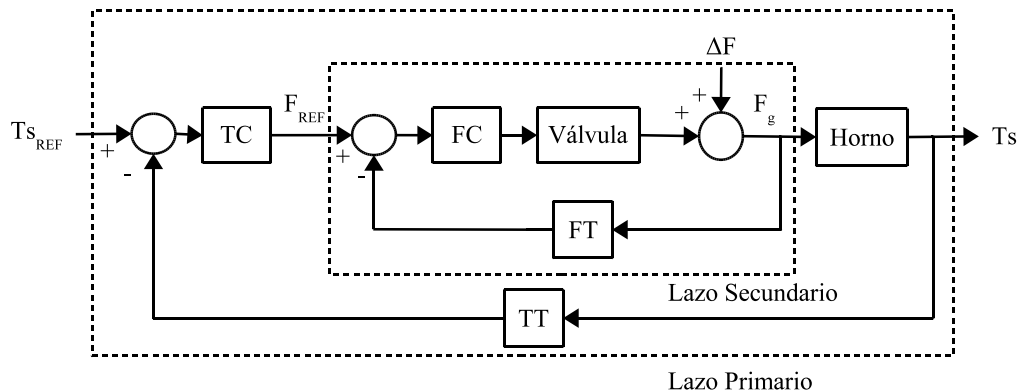 ΔF
Ts_REF
+
-
TC
F_REF
+
-
FC
Válvula
+
+
F_g
Horno
Ts
FT
Lazo Secundario
TT
Lazo Primario